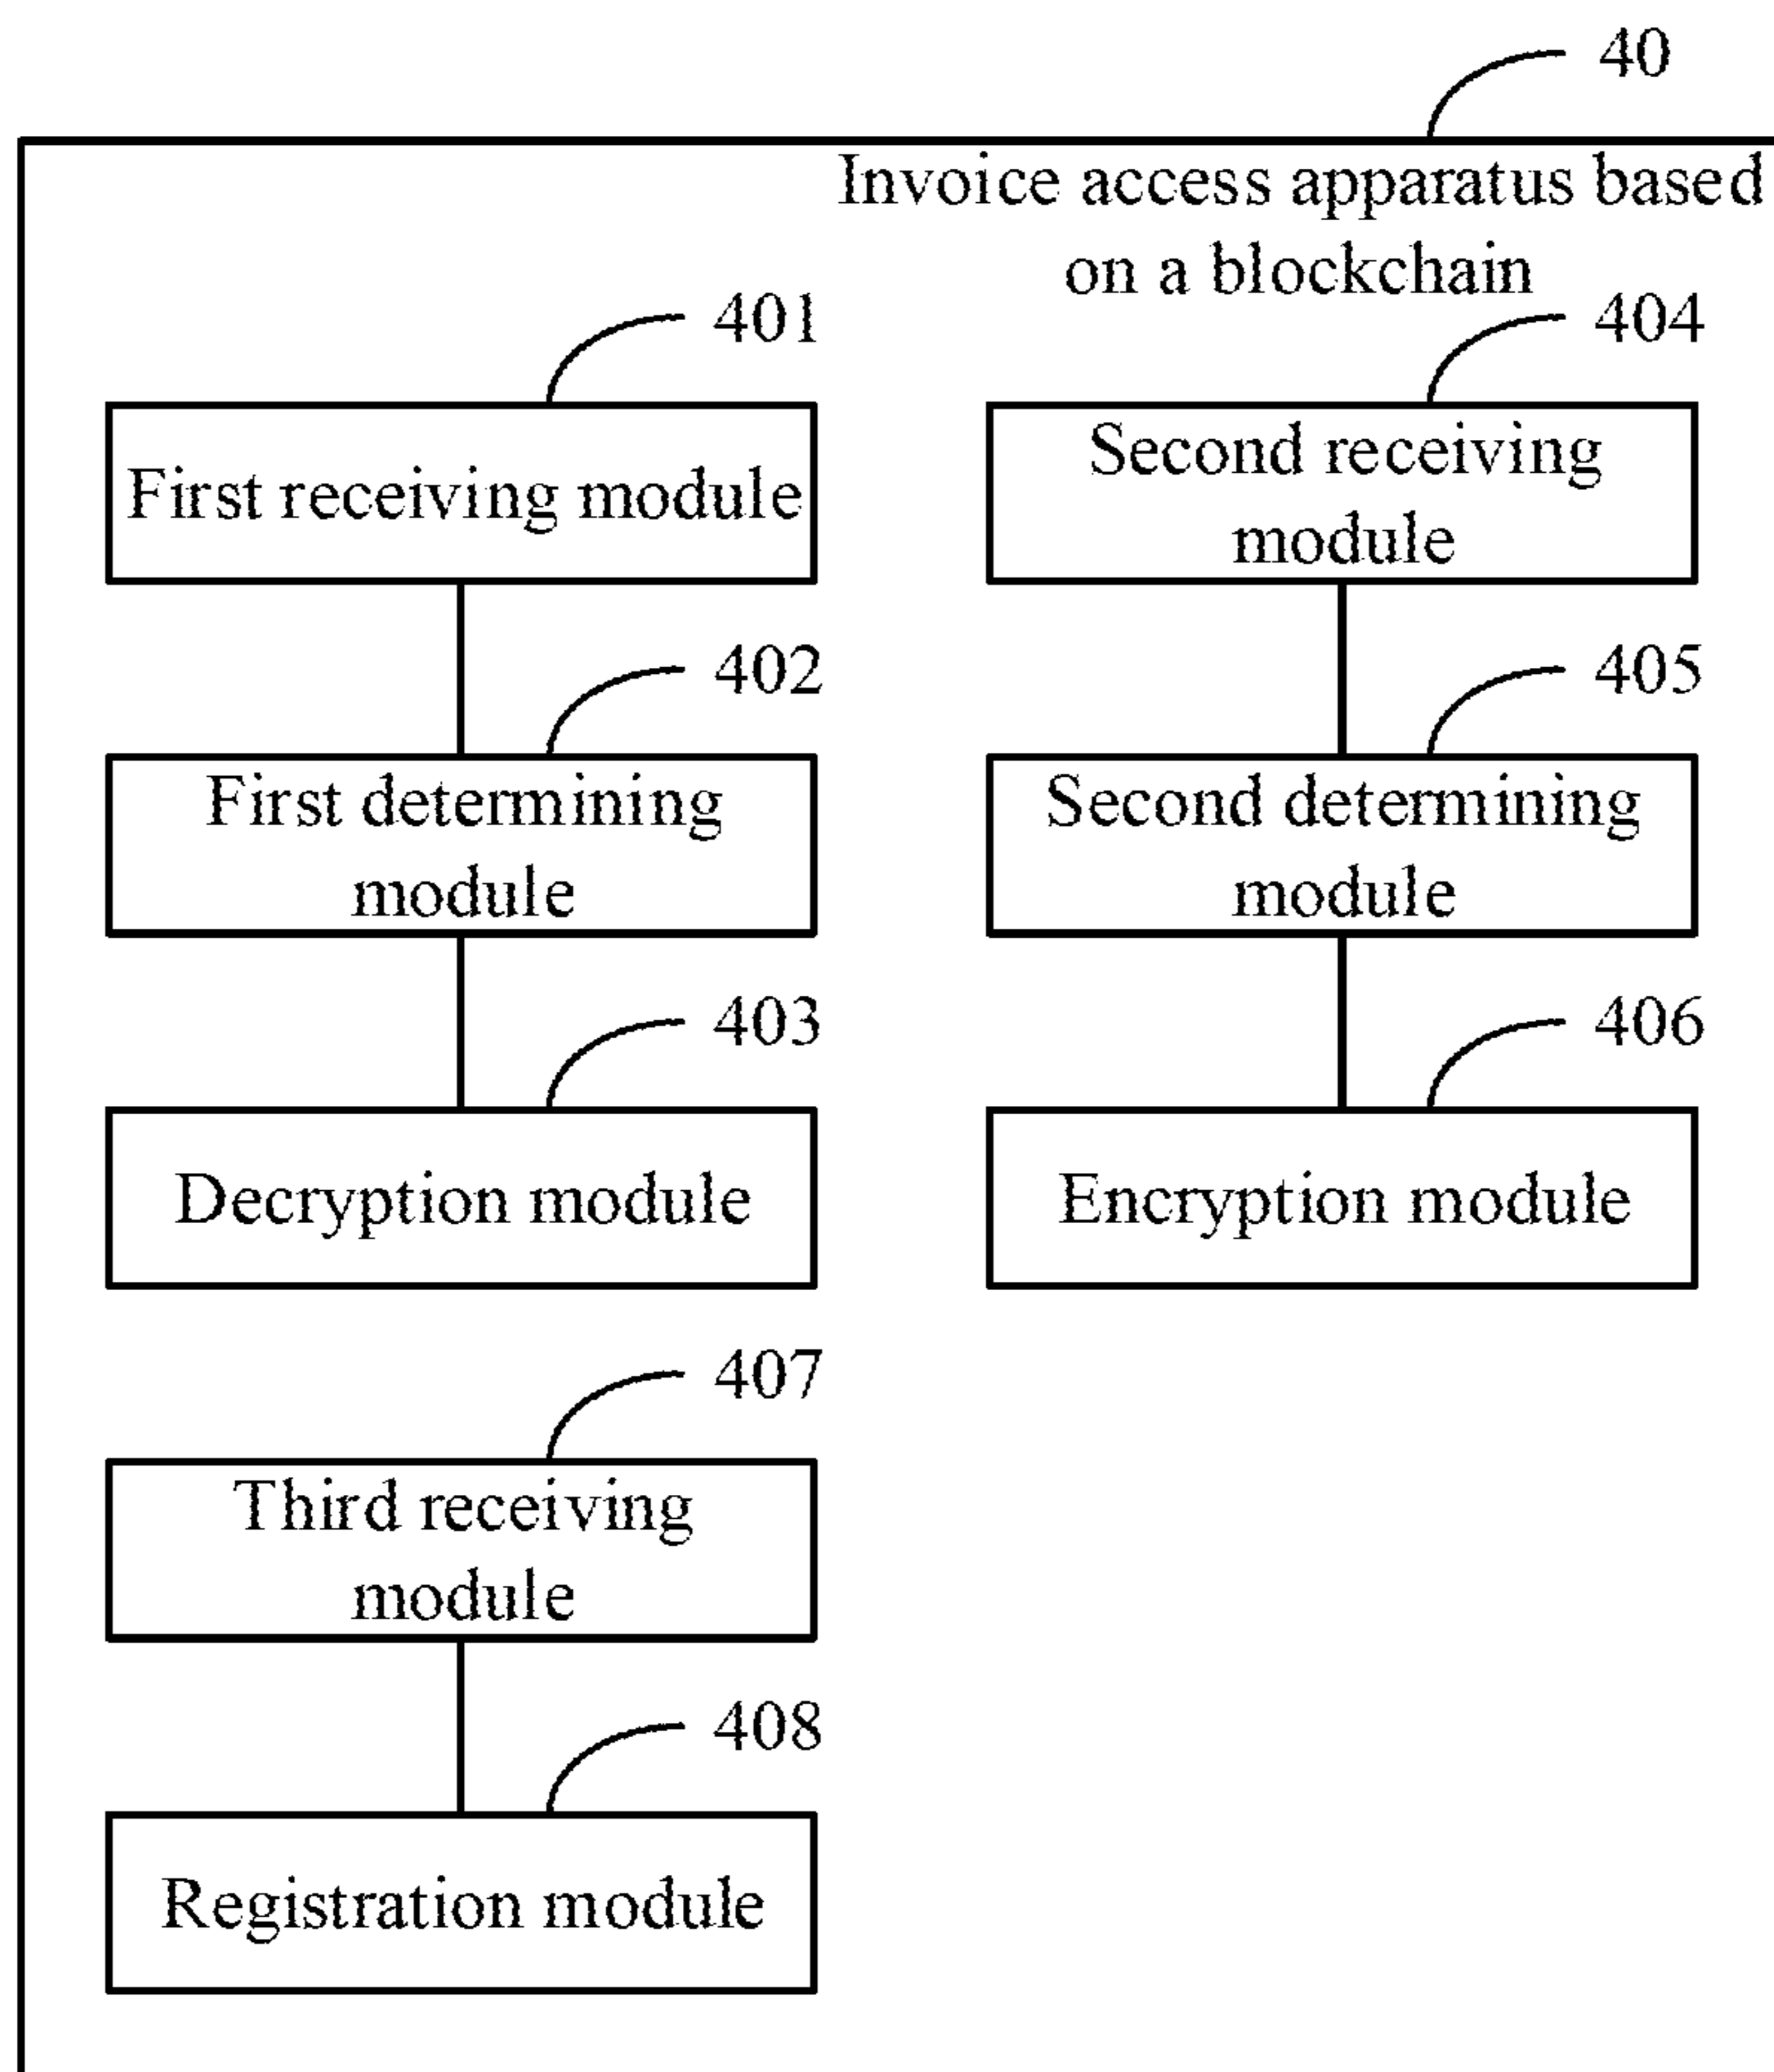 40
Invoice access apparatus based
on a blockchain
401
First receiving module
402
First determining
module
403
Decryption module
404
Second receiving
module
405
Second determining
module
406
Encryption module
407
Third receiving
module
408
Registration module